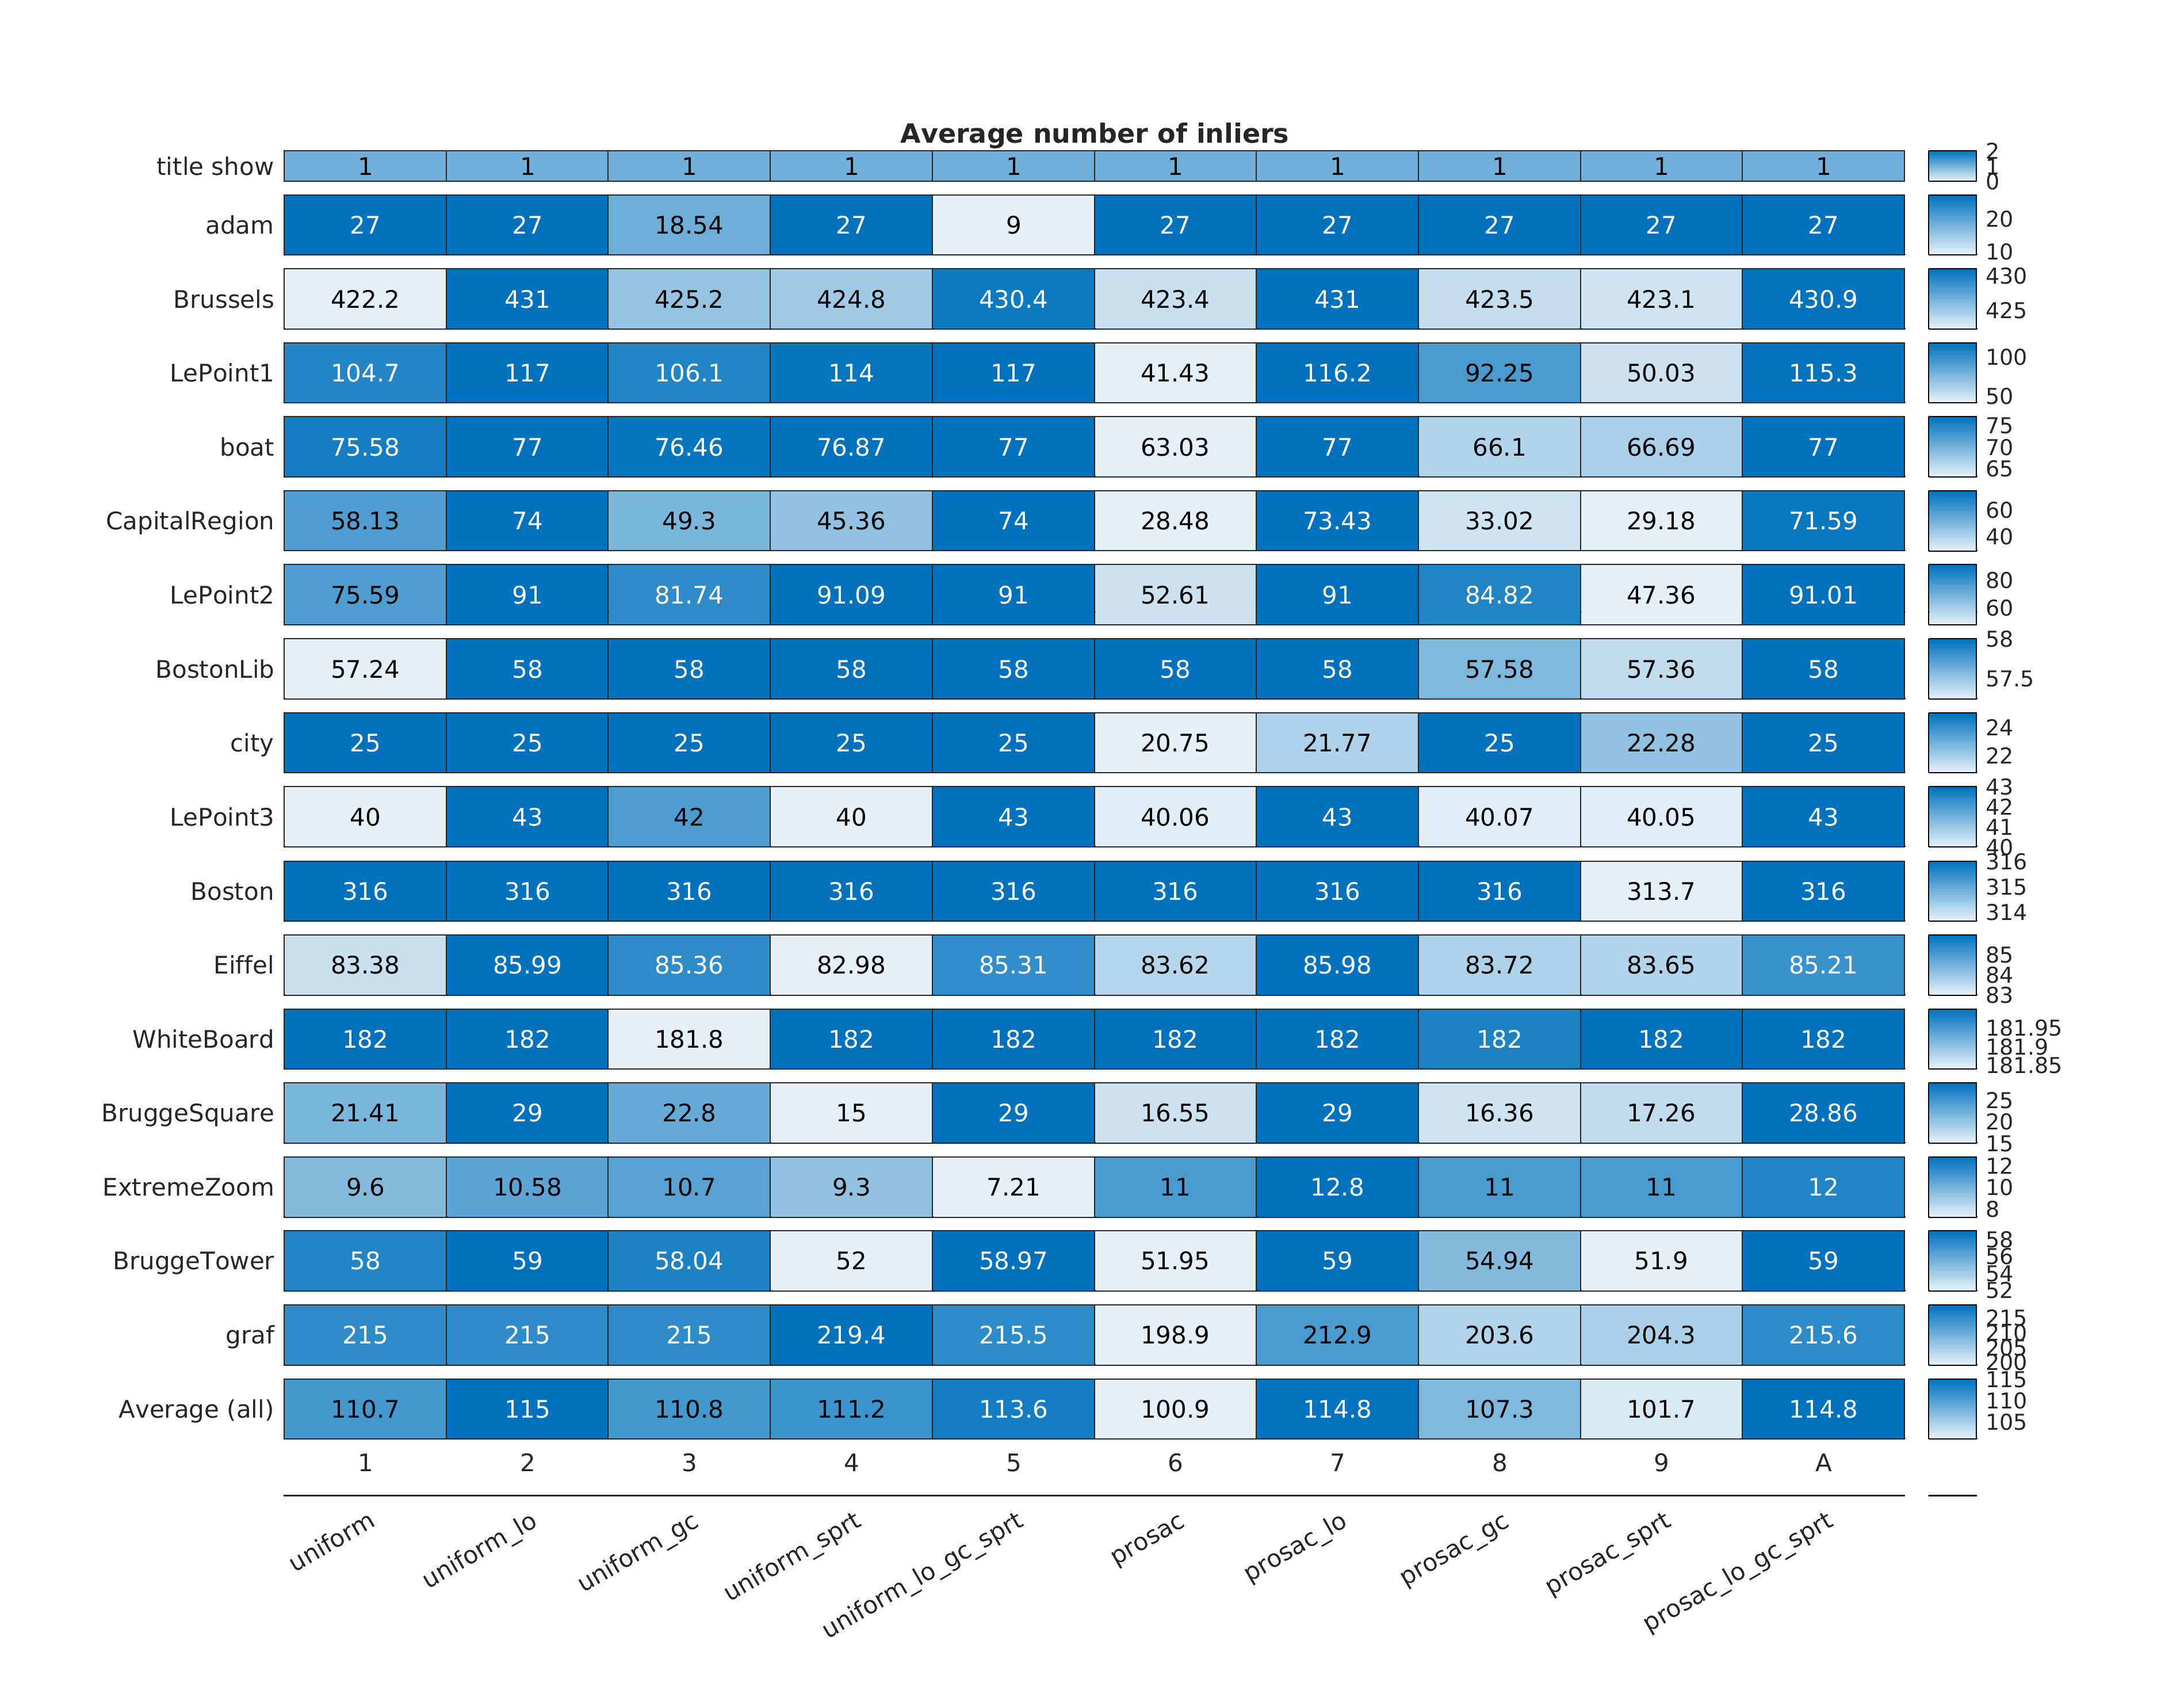 Average number of inliers
title show 1 1 1 1 1 1 1 1 1 1 2 1 0
adam 27 27 18.54 27 9 27 27 27 27 27 20 10
Brussels 422.2 431 425.2 424.8 430.4 423.4 431 423.5 423.1 430.9 430 425
LePoint1 104.7 117 106.1 114 117 41.43 116.2 92.25 50.03 115.3 100 50
boat 75.58 77 76.46 76.87 77 63.03 77 66.1 66.69 77 75 70 65
CapitalRegion 58.13 74 49.3 45.36 74 28.48 73.43 33.02 29.18 71.59 60 40
LePoint2 75.59 91 81.74 91.09 91 52.61 91 84.82 47.36 91.01 80 60
BostonLib 57.24 58 58 58 58 58 58 57.58 57.36 58 58 57.5
city 25 25 25 25 25 20.75 21.77 25 22.28 25 24 22
LePoint3 40 43 42 40 43 40.06 43 40.07 40.05 43 43 42 41 40
Boston 316 316 316 316 316 316 316 316 313.7 316 316 315 314
Eiffel 83.38 85.99 85.36 82.98 85.31 83.62 85.98 83.72 83.65 85.21 85 84 83
WhiteBoard 182 182 181.8 182 182 182 182 182 182 182 181.95 181.9 181.85
BruggeSquare 21.41 29 22.8 15 29 16.55 29 16.36 17.26 28.86 25 20 15
ExtremeZoom 9.6 10.58 10.7 9.3 7.21 11 12.8 11 11 12 12 10 8
BruggeTower 58 59 58.04 52 58.97 51.95 59 54.94 51.9 59 58 56 54 52
graf 215 215 215 219.4 215.5 198.9 212.9 203.6 204.3 215.6 215 210 205 200
Average (all) 110.7 115 110.8 111.2 113.6 100.9 114.8 107.3 101.7 114.8 115 110 105
1 2 3 4 5 6 7 8 9 A
uniform uniform_lo uniform_gc uniform_sprt uniform_lo_gc_sprt prosac prosac_lo prosac_gc prosac_sprt prosac_lo_gc_sprt